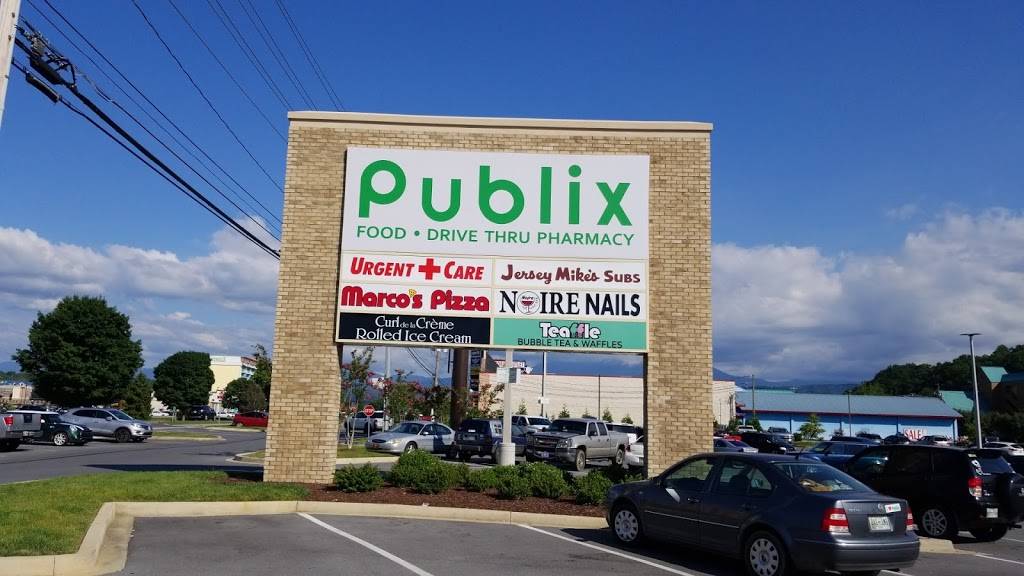 Publix
FOOD • DRIVE THRU PHARMACY
URGENT CARE
Jersey Mike's SUBS
Marco's Pizza
NOIRE NAILS
Curl de la Crème
Rolled Ice Cream
Teaffle
BUBBLE TEA & WAFFLES
SALE!